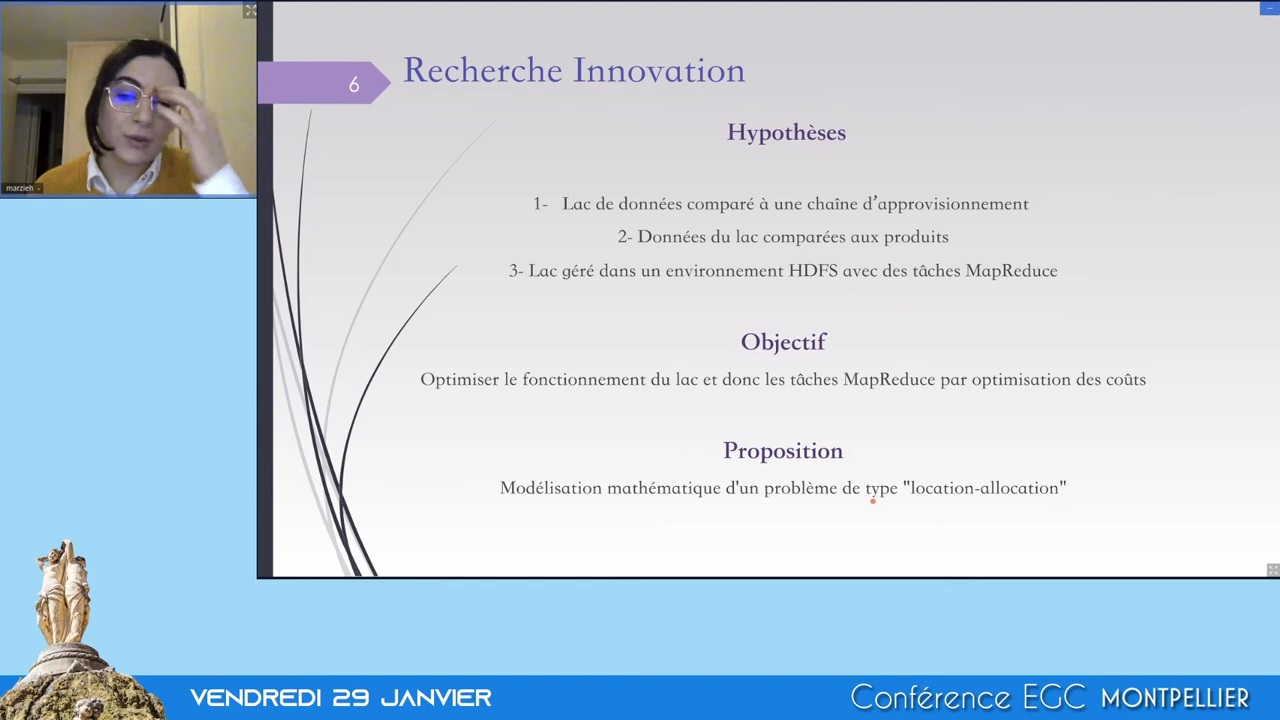 marzieh
6
Recherche Innovation
Hypothèses
1- Lac de données comparé à une chaîne d'approvisionnement
2- Données du lac comparées aux produits
3- Lac géré dans un environnement HDFS avec des tâches MapReduce
Objectif
Optimiser le fonctionnement du lac et donc les tâches MapReduce par optimisation des coûts
Proposition
Modélisation mathématique d'un problème de type "location-allocation"
VENDREDI 29 JANVIER
Conférence EGC MONTPELLIER